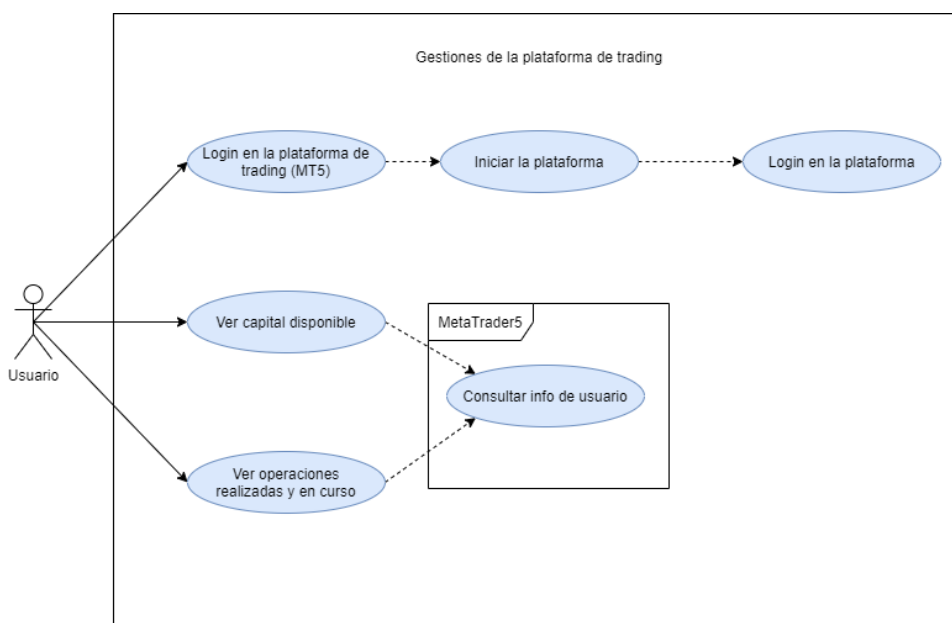 Gestiones de la plataforma de trading
Login en la plataforma de
trading (MT5)
Iniciar la plataforma
Login en la plataforma
Ver capital disponible
MetaTrader5
Usuario
Consultar info de usuario
Ver operaciones
realizadas y en curso